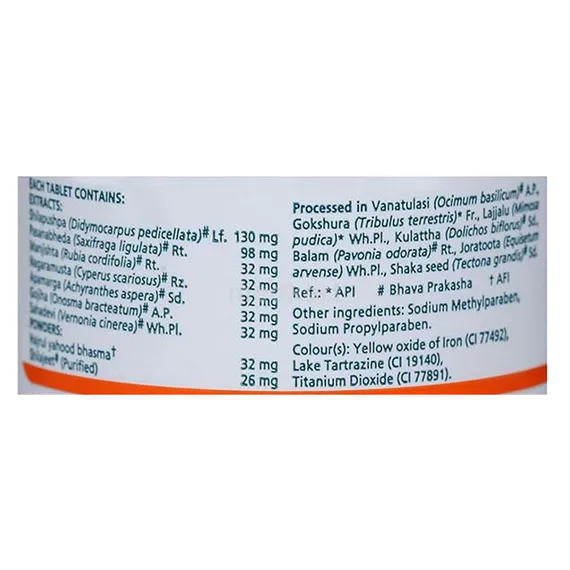 EACH TABLET CONTAINS:
EXTRACTS:
Shilapushpa (Didymocarpus pedicellata)# Lf. 130 mg
Pasanabheda (Saxifraga ligulata)# Rt. 98 mg
Manjishta (Rubia cordifolia)# Rt. 32 mg
Nagaramusta (Cyperus scariosus)# Rz. 32 mg
Apamarga (Achyranthes aspera)# Sd. 32 mg
Gojiha (Onosma bracteatum)# A.P. 32 mg
Sahadevi (Vernonia cinerea)# Wh.Pl. 32 mg
POWDERS:
Hajrul yahood bhasma† 32 mg
Shilajeet# (Purified) 26 mg
Processed in Vanatulasi (Ocimum basilicum)# A.P.,
Gokshura (Tribulus terrestris)* Fr., Lajjalu (Mimosa
pudica)* Wh.Pl., Kulattha (Dolichos biflorus)# Sd.,
Balam (Pavonia odorata)# Rt., Joratoota (Equisetum
arvense) Wh.Pl., Shaka seed (Tectona grandis)# Sd.
Ref.: * API # Bhava Prakasha † AFI
Other ingredients: Sodium Methylparaben,
Sodium Propylparaben.
Colour(s): Yellow oxide of Iron (CI 77492),
Lake Tartrazine (CI 19140),
Titanium Dioxide (CI 77891).